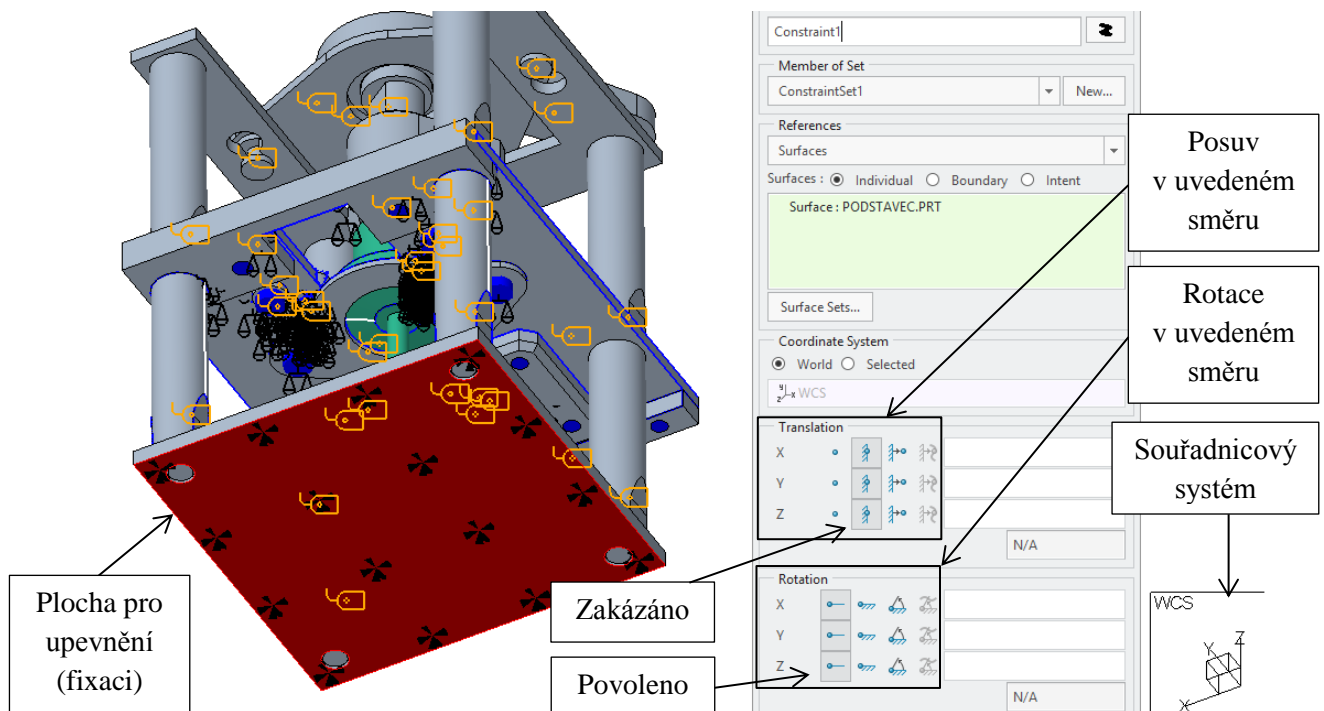 Constraint1
Member of Set
ConstraintSet1
New...
References
Surfaces
Surfaces :
Individual
Boundary
Intent
Surface : PODSTAVEC.PRT
Surface Sets...
Coordinate System
World
Selected
y
z
x
WCS
Translation
X
Y
Z
N/A
Rotation
X
Y
Z
N/A
Posuv
v uvedeném
směru
Rotace
v uvedeném
směru
Souřadnicový
systém
WCS
Z
Y
X
Plocha pro
upevnění
(fixaci)
Zakázáno
Povoleno